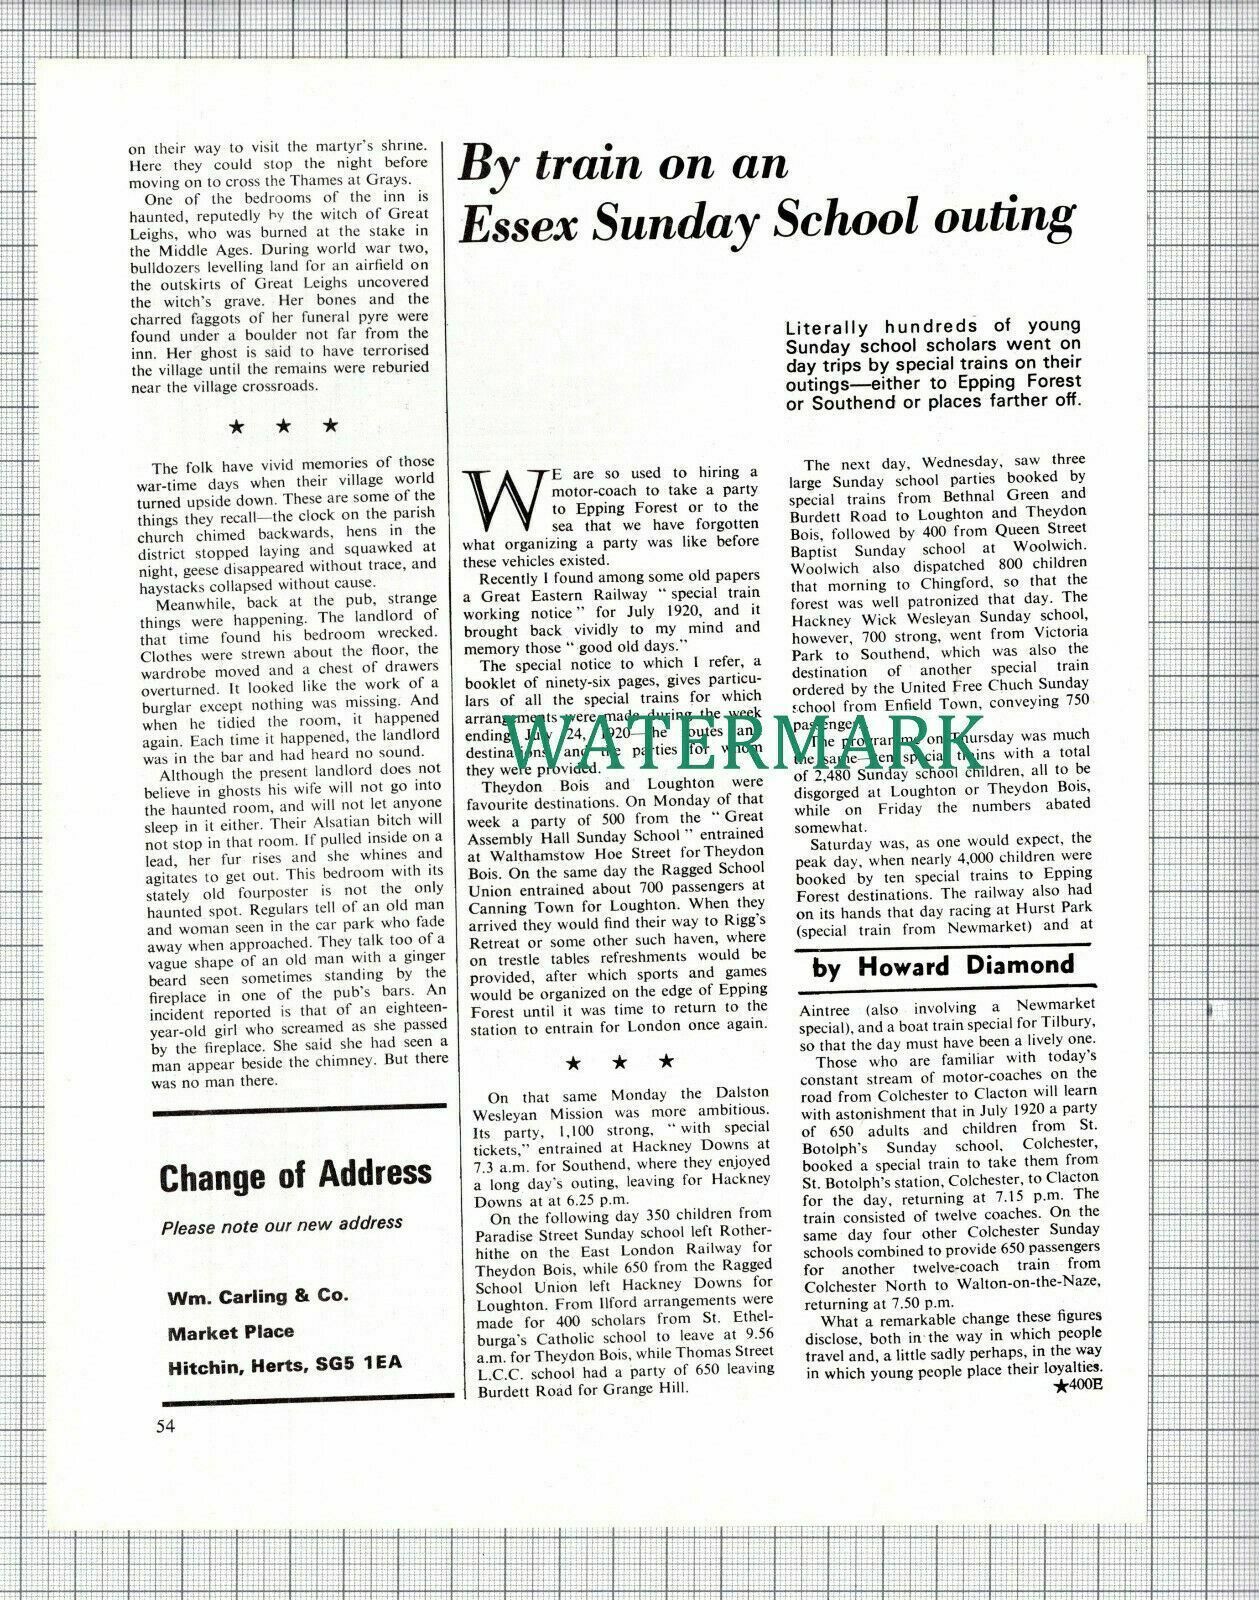 on their way to visit the martyr's shrine.
Here they could stop the night before
moving on to cross the Thames at Grays.
One of the bedrooms of the inn is
haunted, reputedly by the witch of Great
Leighs, who was burned at the stake in
the Middle Ages. During world war two,
bulldozers levelling land for an airfield on
the outskirts of Great Leighs uncovered
the witch's grave. Her bones and the
charred faggots of her funeral pyre were
found under a boulder not far from the
inn. Her ghost is said to have terrorised
the village until the remains were reburied
near the village crossroads.
★ ★ ★
The folk have vivid memories of those
war-time days when their village world
turned upside down. These are some of the
things they recall—the clock on the parish
church chimed backwards, hens in the
district stopped laying and squawked at
night, geese disappeared without trace, and
haystacks collapsed without cause.
Meanwhile, back at the pub, strange
things were happening. The landlord of
that time found his bedroom wrecked.
Clothes were strewn about the floor, the
wardrobe moved and a chest of drawers
overturned. It looked like the work of a
burglar except nothing was missing. And
when he tidied the room, it happened
again. Each time it happened, the landlord
was in the bar and had heard no sound.
Although the present landlord does not
believe in ghosts his wife will not go into
the haunted room, and will not let anyone
sleep in it either. Their Alsatian bitch will
not stop in that room. If pulled inside on a
lead, her fur rises and she whines and
agitates to get out. This bedroom with its
stately old fourposter is not the only
haunted spot. Regulars tell of an old man
and woman seen in the car park who fade
away when approached. They talk too of a
vague shape of an old man with a ginger
beard seen sometimes standing by the
fireplace in one of the pub's bars. An
incident reported is that of an eighteen-
year-old girl who screamed as she passed
by the fireplace. She said she had seen a
man appear beside the chimney. But there
was no man there.
Change of Address
Please note our new address
Wm. Carling & Co.
Market Place
Hitchin, Herts, SG5 1EA
54
By train on an
Essex Sunday School outing
Literally hundreds of young
Sunday school scholars went on
day trips by special trains on their
outings—either to Epping Forest
or Southend or places farther off.
WE are so used to hiring a
motor-coach to take a party
to Epping Forest or to the
sea that we have forgotten
what organizing a party was like before
these vehicles existed.
Recently I found among some old papers
a Great Eastern Railway "special train
working notice" for July 1920, and it
brought back vividly to my mind and
memory those "good old days."
The special notice to which I refer, a
booklet of ninety-six pages, gives particu-
lars of all the special trains for which
arrangements were made during the week
ending July 24, 1920—the routes and
destinations and the parties for whom
they were provided.
Theydon Bois and Loughton were
favourite destinations. On Monday of that
week a party of 500 from the "Great
Assembly Hall Sunday School" entrained
at Walthamstow Hoe Street for Theydon
Bois. On the same day the Ragged School
Union entrained about 700 passengers at
Canning Town for Loughton. When they
arrived they would find their way to Rigg's
Retreat or some other such haven, where
on trestle tables refreshments would be
provided, after which sports and games
would be organized on the edge of Epping
Forest until it was time to return to the
station to entrain for London once again.
★ ★ ★
On that same Monday the Dalston
Wesleyan Mission was more ambitious.
Its party, 1,100 strong, "with special
tickets," entrained at Hackney Downs at
7.3 a.m. for Southend, where they enjoyed
a long day's outing, leaving for Hackney
Downs at at 6.25 p.m.
On the following day 350 children from
Paradise Street Sunday school left Rother-
hithe on the East London Railway for
Theydon Bois, while 650 from the Ragged
School Union left Hackney Downs for
Loughton. From Ilford arrangements were
made for 400 scholars from St. Ethel-
burga's Catholic school to leave at 9.56
a.m. for Theydon Bois, while Thomas Street
L.C.C. school had a party of 650 leaving
Burdett Road for Grange Hill.
The next day, Wednesday, saw three
large Sunday school parties booked by
special trains from Bethnal Green and
Burdett Road to Loughton and Theydon
Bois, followed by 400 from Queen Street
Baptist Sunday school at Woolwich.
Woolwich also dispatched 800 children
that morning to Chingford, so that the
forest was well patronized that day. The
Hackney Wick Wesleyan Sunday school,
however, 700 strong, went from Victoria
Park to Southend, which was also the
destination of another special train
ordered by the United Free Chuch Sunday
school from Enfield Town, conveying 750
passengers.
The programme on Thursday was much
the same—ten special trains with a total
of 2,480 Sunday school children, all to be
disgorged at Loughton or Theydon Bois,
while on Friday the numbers abated
somewhat.
Saturday was, as one would expect, the
peak day, when nearly 4,000 children were
booked by ten special trains to Epping
Forest destinations. The railway also had
on its hands that day racing at Hurst Park
(special train from Newmarket) and at
by Howard Diamond
Aintree (also involving a Newmarket
special), and a boat train special for Tilbury,
so that the day must have been a lively one.
Those who are familiar with today's
constant stream of motor-coaches on the
road from Colchester to Clacton will learn
with astonishment that in July 1920 a party
of 650 adults and children from St.
Botolph's Sunday school, Colchester,
booked a special train to take them from
St. Botolph's station, Colchester, to Clacton
for the day, returning at 7.15 p.m. The
train consisted of twelve coaches. On the
same day four other Colchester Sunday
schools combined to provide 650 passengers
for another twelve-coach train from
Colchester North to Walton-on-the-Naze,
returning at 7.50 p.m.
What a remarkable change these figures
disclose, both in the way in which people
travel and, a little sadly perhaps, in the way
in which young people place their loyalties.
★400E
WATERMARK